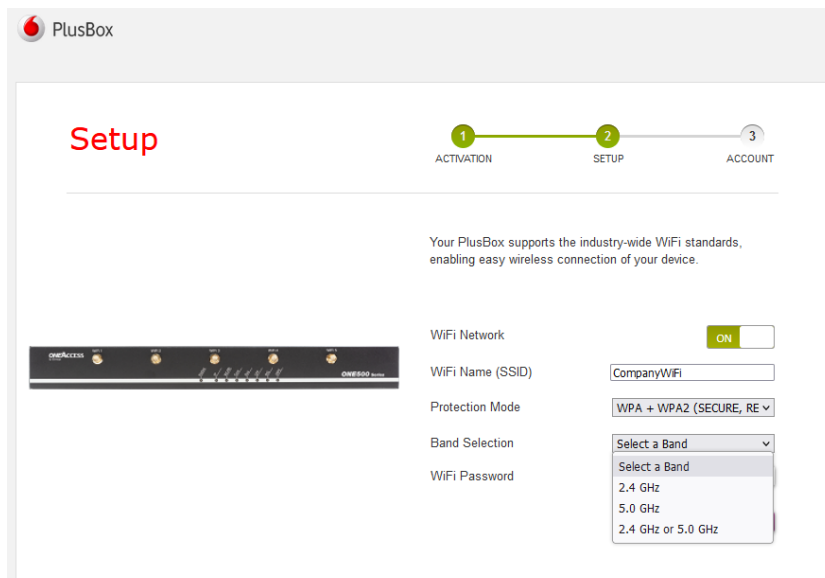 PlusBox
Setup
1
2
3
ACTIVATION
SETUP
ACCOUNT
Your PlusBox supports the industry-wide WiFi standards,
enabling easy wireless connection of your device.
WiFi Network
ON
WiFi Name (SSID)
CompanyWiFi
Protection Mode
WPA + WPA2 (SECURE, RE
Band Selection
Select a Band
WiFi Password
Select a Band
2.4 GHz
5.0 GHz
2.4 GHz or 5.0 GHz
ONEACCESS
ONE500 Series